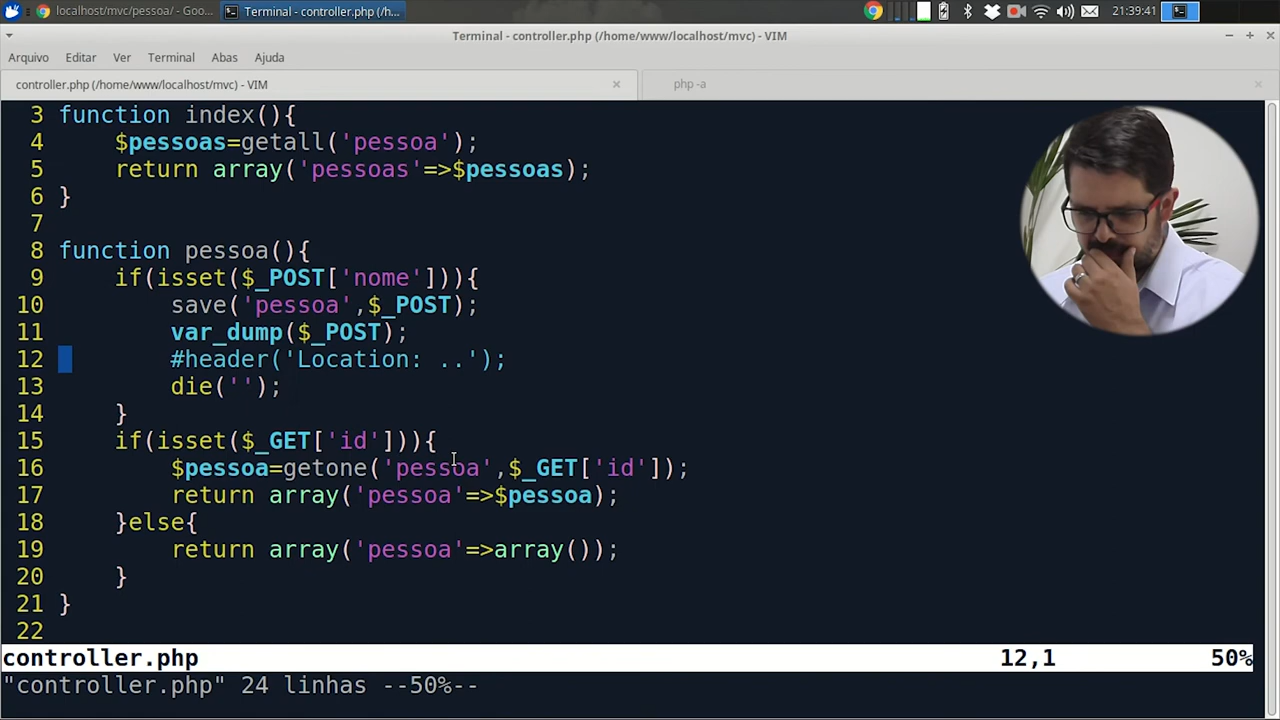 localhost/mvc/pessoa/ - Goo...
Terminal - controller.php (/h...
21:39:41
Terminal - controller.php (/home/www/localhost/mvc) - VIM
Arquivo Editar Ver Terminal Abas Ajuda
controller.php (/home/www/localhost/mvc) - VIM
php -a
3 function index(){
4 $pessoas=getall('pessoa');
5 return array('pessoas'=>$pessoas);
6 }
7
8 function pessoa(){
9 if(isset($_POST['nome'])){
10 save('pessoa',$_POST);
11 var_dump($_POST);
12 #header('Location: ..');
13 die('');
14 }
15 if(isset($_GET['id'])){
16 $pessoa=getone('pessoa',$_GET['id']);
17 return array('pessoa'=>$pessoa);
18 }else{
19 return array('pessoa'=>array());
20 }
21 }
22
controller.php 12,1 50%
"controller.php" 24 linhas --50%--